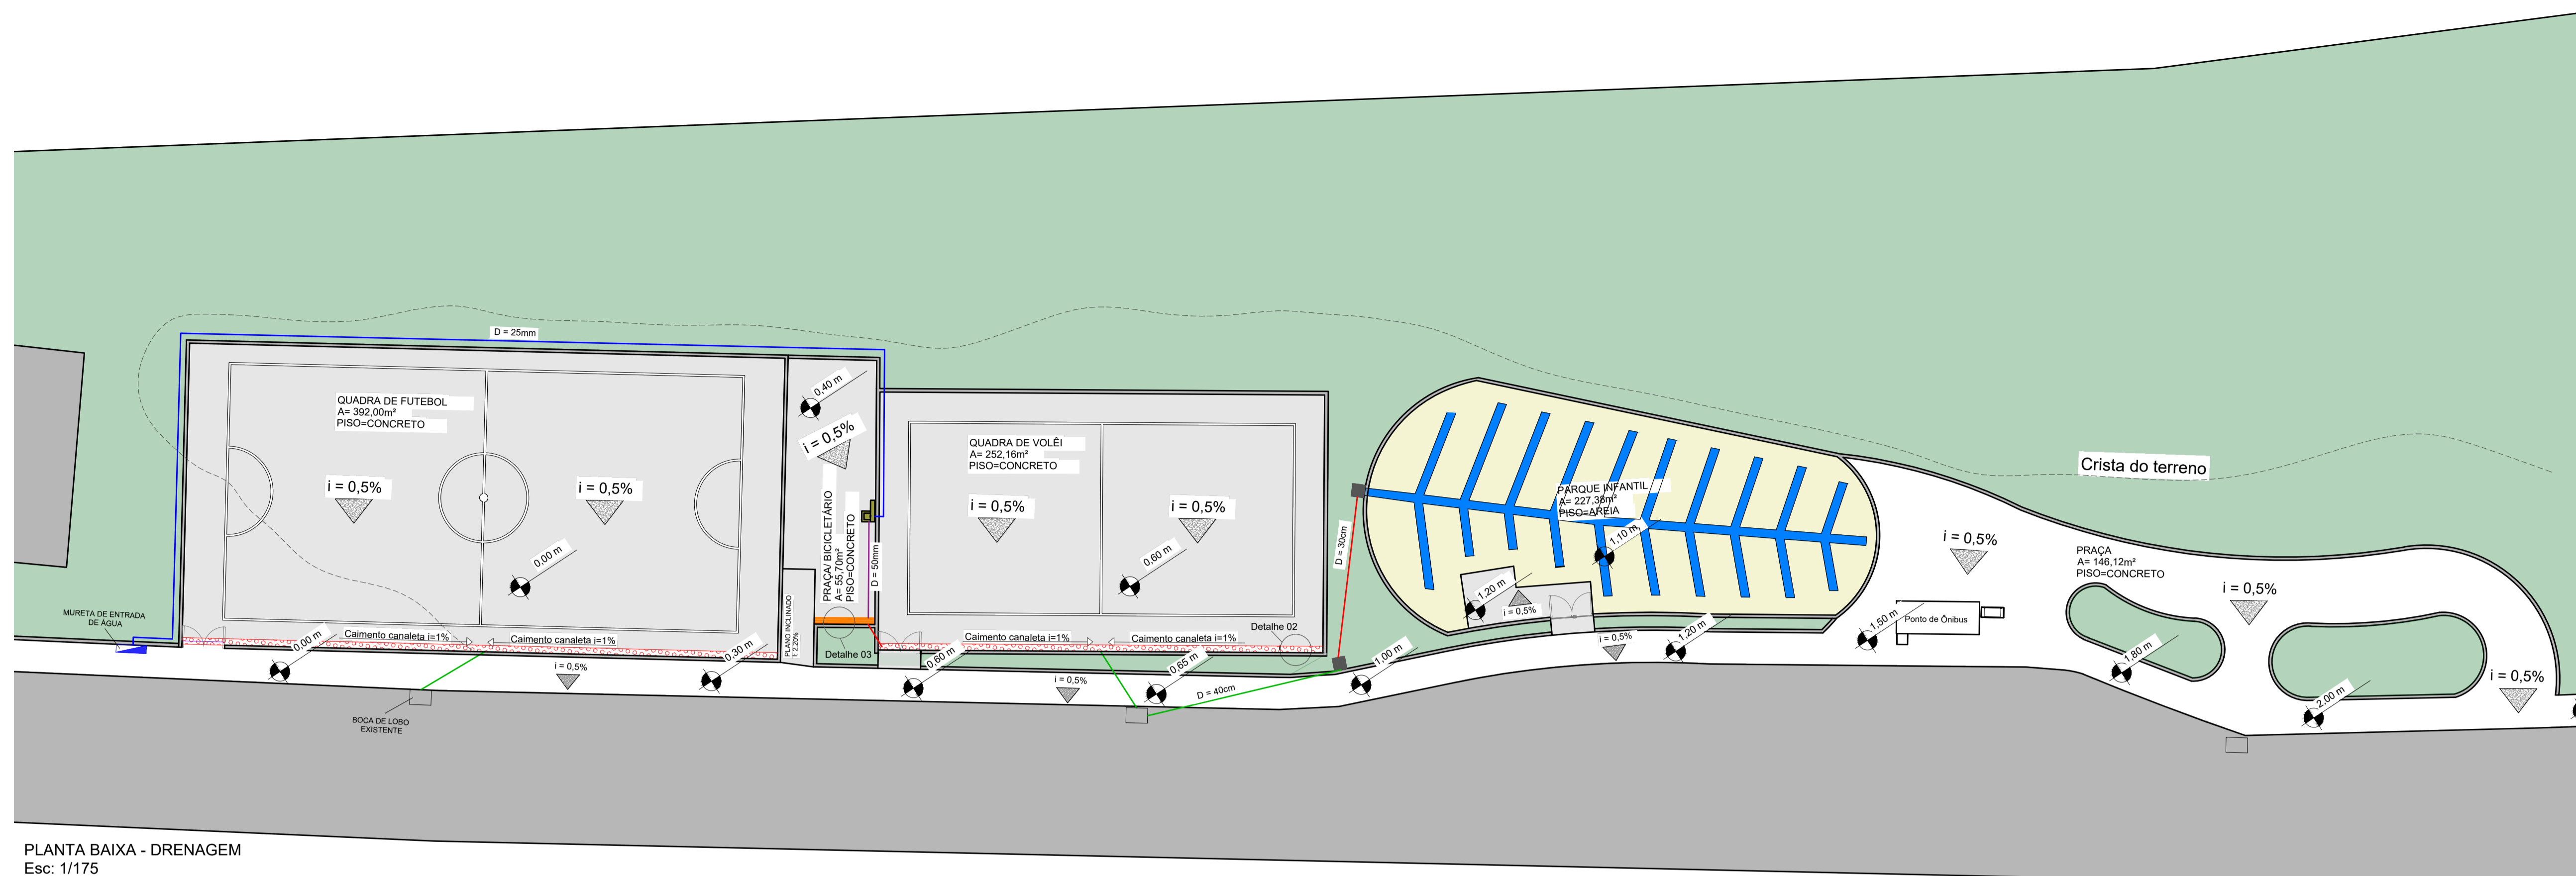 D = 25mm
QUADRA DE FUTEBOL
A= 392,00m²
PISO=CONCRETO
i = 0,5%
i = 0,5%
0,00 m
0,40 m
i = 0,5%
PRAÇA/ BICICLETÁRIO
A= 55,70m²
PISO=CONCRETO
D = 50mm
PLANO INCLINADO
I: 2.20%
QUADRA DE VOLÊI
A= 252,16m²
PISO=CONCRETO
i = 0,5%
i = 0,5%
0,60 m
D = 30cm
PARQUE INFANTIL
A= 227,38m²
PISO=AREIA
1,10 m
1,20 m
i = 0,5%
Crista do terreno
i = 0,5%
PRAÇA
A= 146,12m²
PISO=CONCRETO
i = 0,5%
i = 0,5%
Ponto de Ônibus
1,50 m
1,80 m
2,00 m
MURETA DE ENTRADA
DE ÁGUA
0,00 m
Caimento canaleta i=1%
Caimento canaleta i=1%
i = 0,5%
0,30 m
Detalhe 03
0,60 m
Caimento canaleta i=1%
Caimento canaleta i=1%
Detalhe 02
i = 0,5%
0,65 m
D = 40cm
1,00 m
i = 0,5%
1,20 m
BOCA DE LOBO
EXISTENTE
PLANTA BAIXA - DRENAGEM
Esc: 1/175